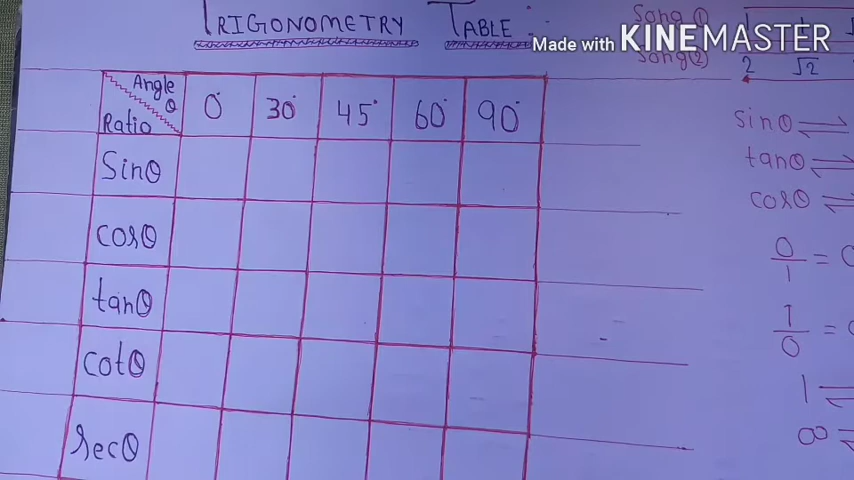 TRIGONOMETRY TABLE :
Song ①
Made with KINEMASTER
Song ②
2 √2
Angle θ
Ratio
0° 30° 45° 60° 90°
Sinθ
cosθ
tanθ
cotθ
secθ
sinθ ⇌
tanθ ⇌
cosθ ⇌
0/1 =
1/0 =
1 ⇌
∞ ⇌